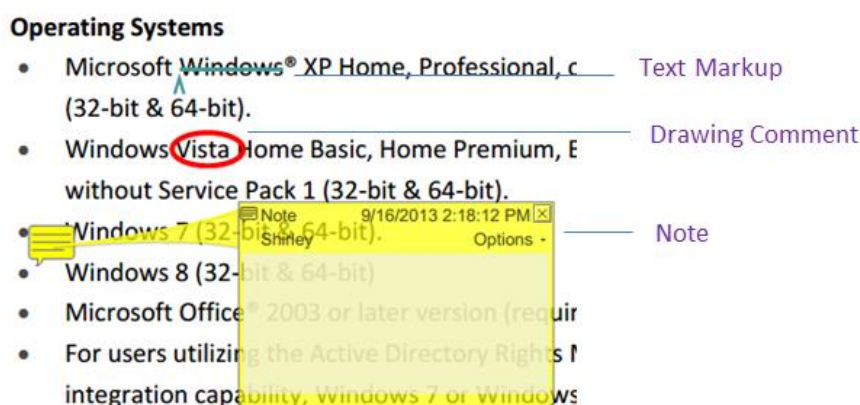 Operating Systems
• Microsoft Windows® XP Home, Professional, c
Text Markup
(32-bit & 64-bit).
Drawing Comment
• Windows Vista Home Basic, Home Premium, E
without Service Pack 1 (32-bit & 64-bit).
Note 9/16/2013 2:18:12 PM
• Windows 7 (32-bit & 64-bit).
Shirley Options -
Note
• Windows 8 (32-bit & 64-bit)
• Microsoft Office® 2003 or later version (requir
• For users utilizing the Active Directory Rights M
integration capability, Windows 7 or Windows